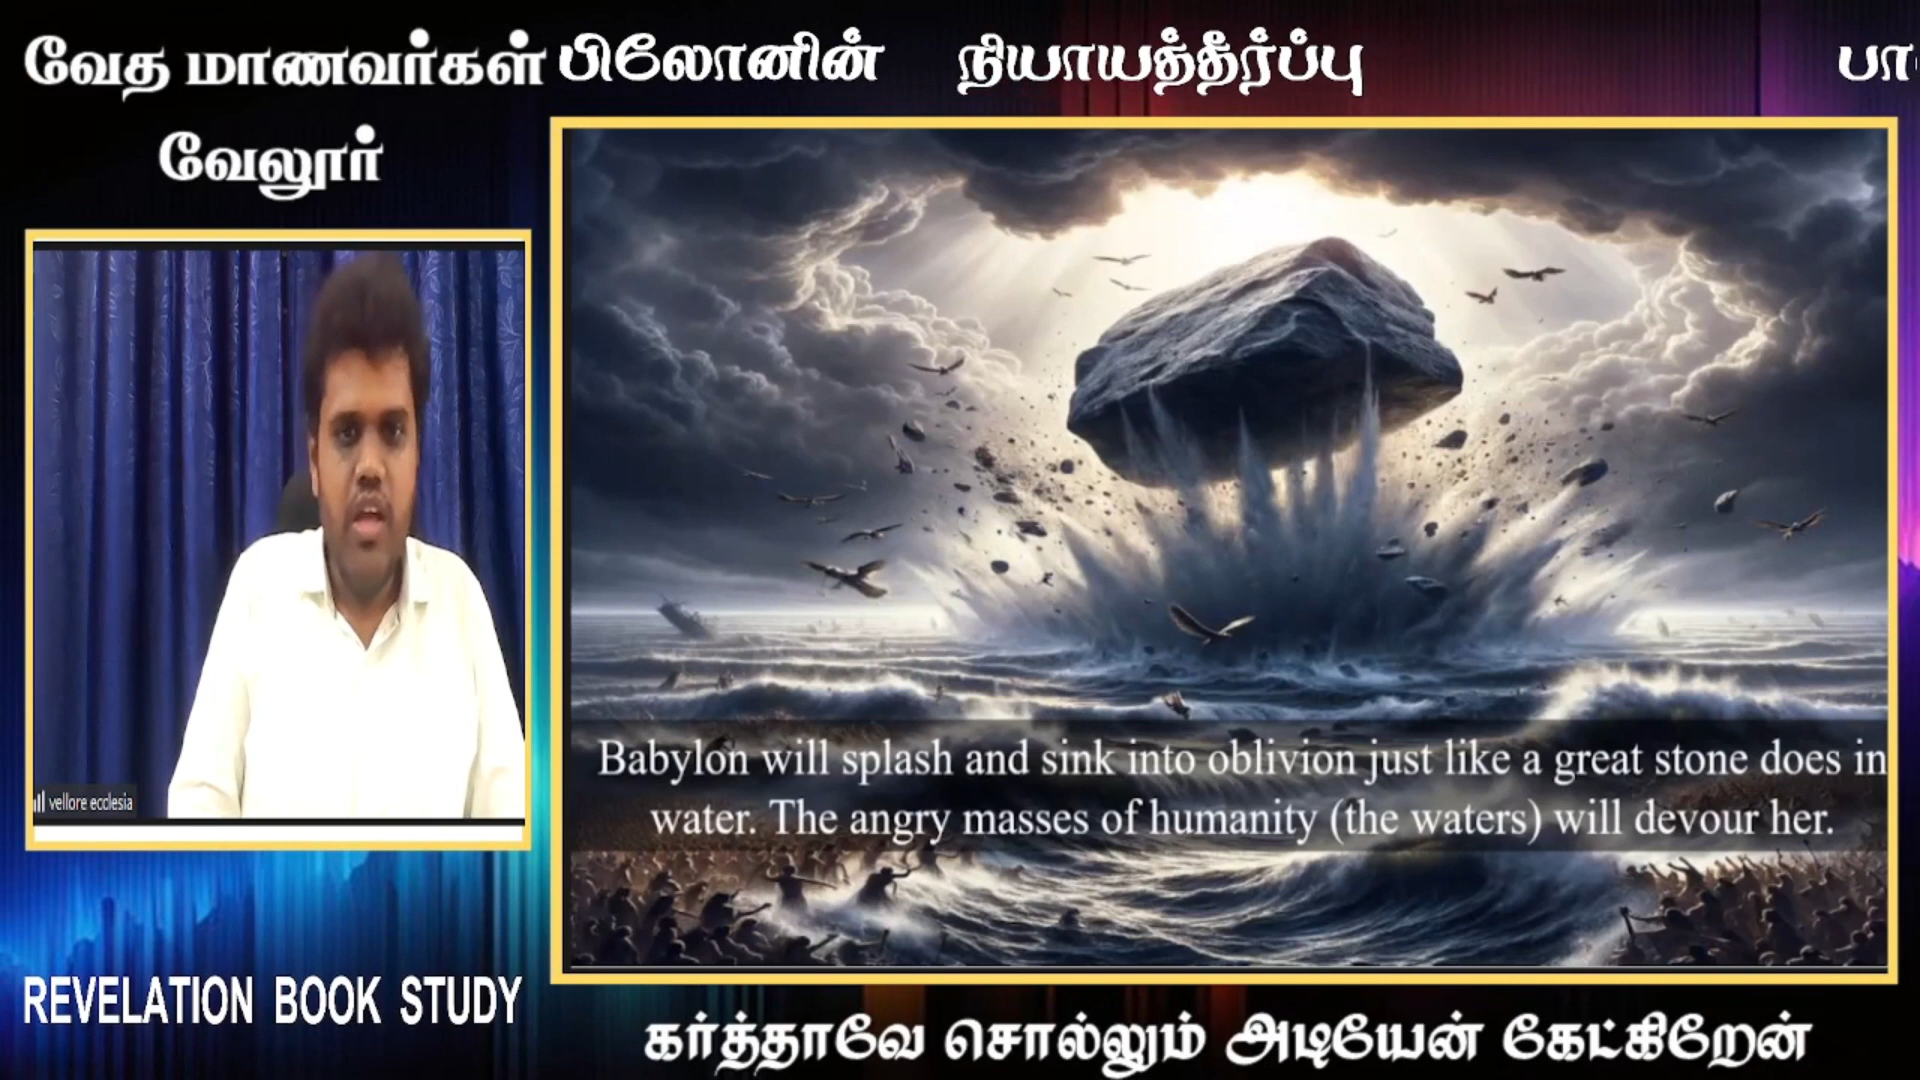 வேத மாணவர்கள்
வேலூர்
பிலோனின் நியாயத்தீர்ப்பு
vellore ecclesia
Babylon will splash and sink into oblivion just like a great stone does in
water. The angry masses of humanity (the waters) will devour her.
REVELATION BOOK STUDY
கர்த்தாவே சொல்லும் அடியேன் கேட்கிறேன்